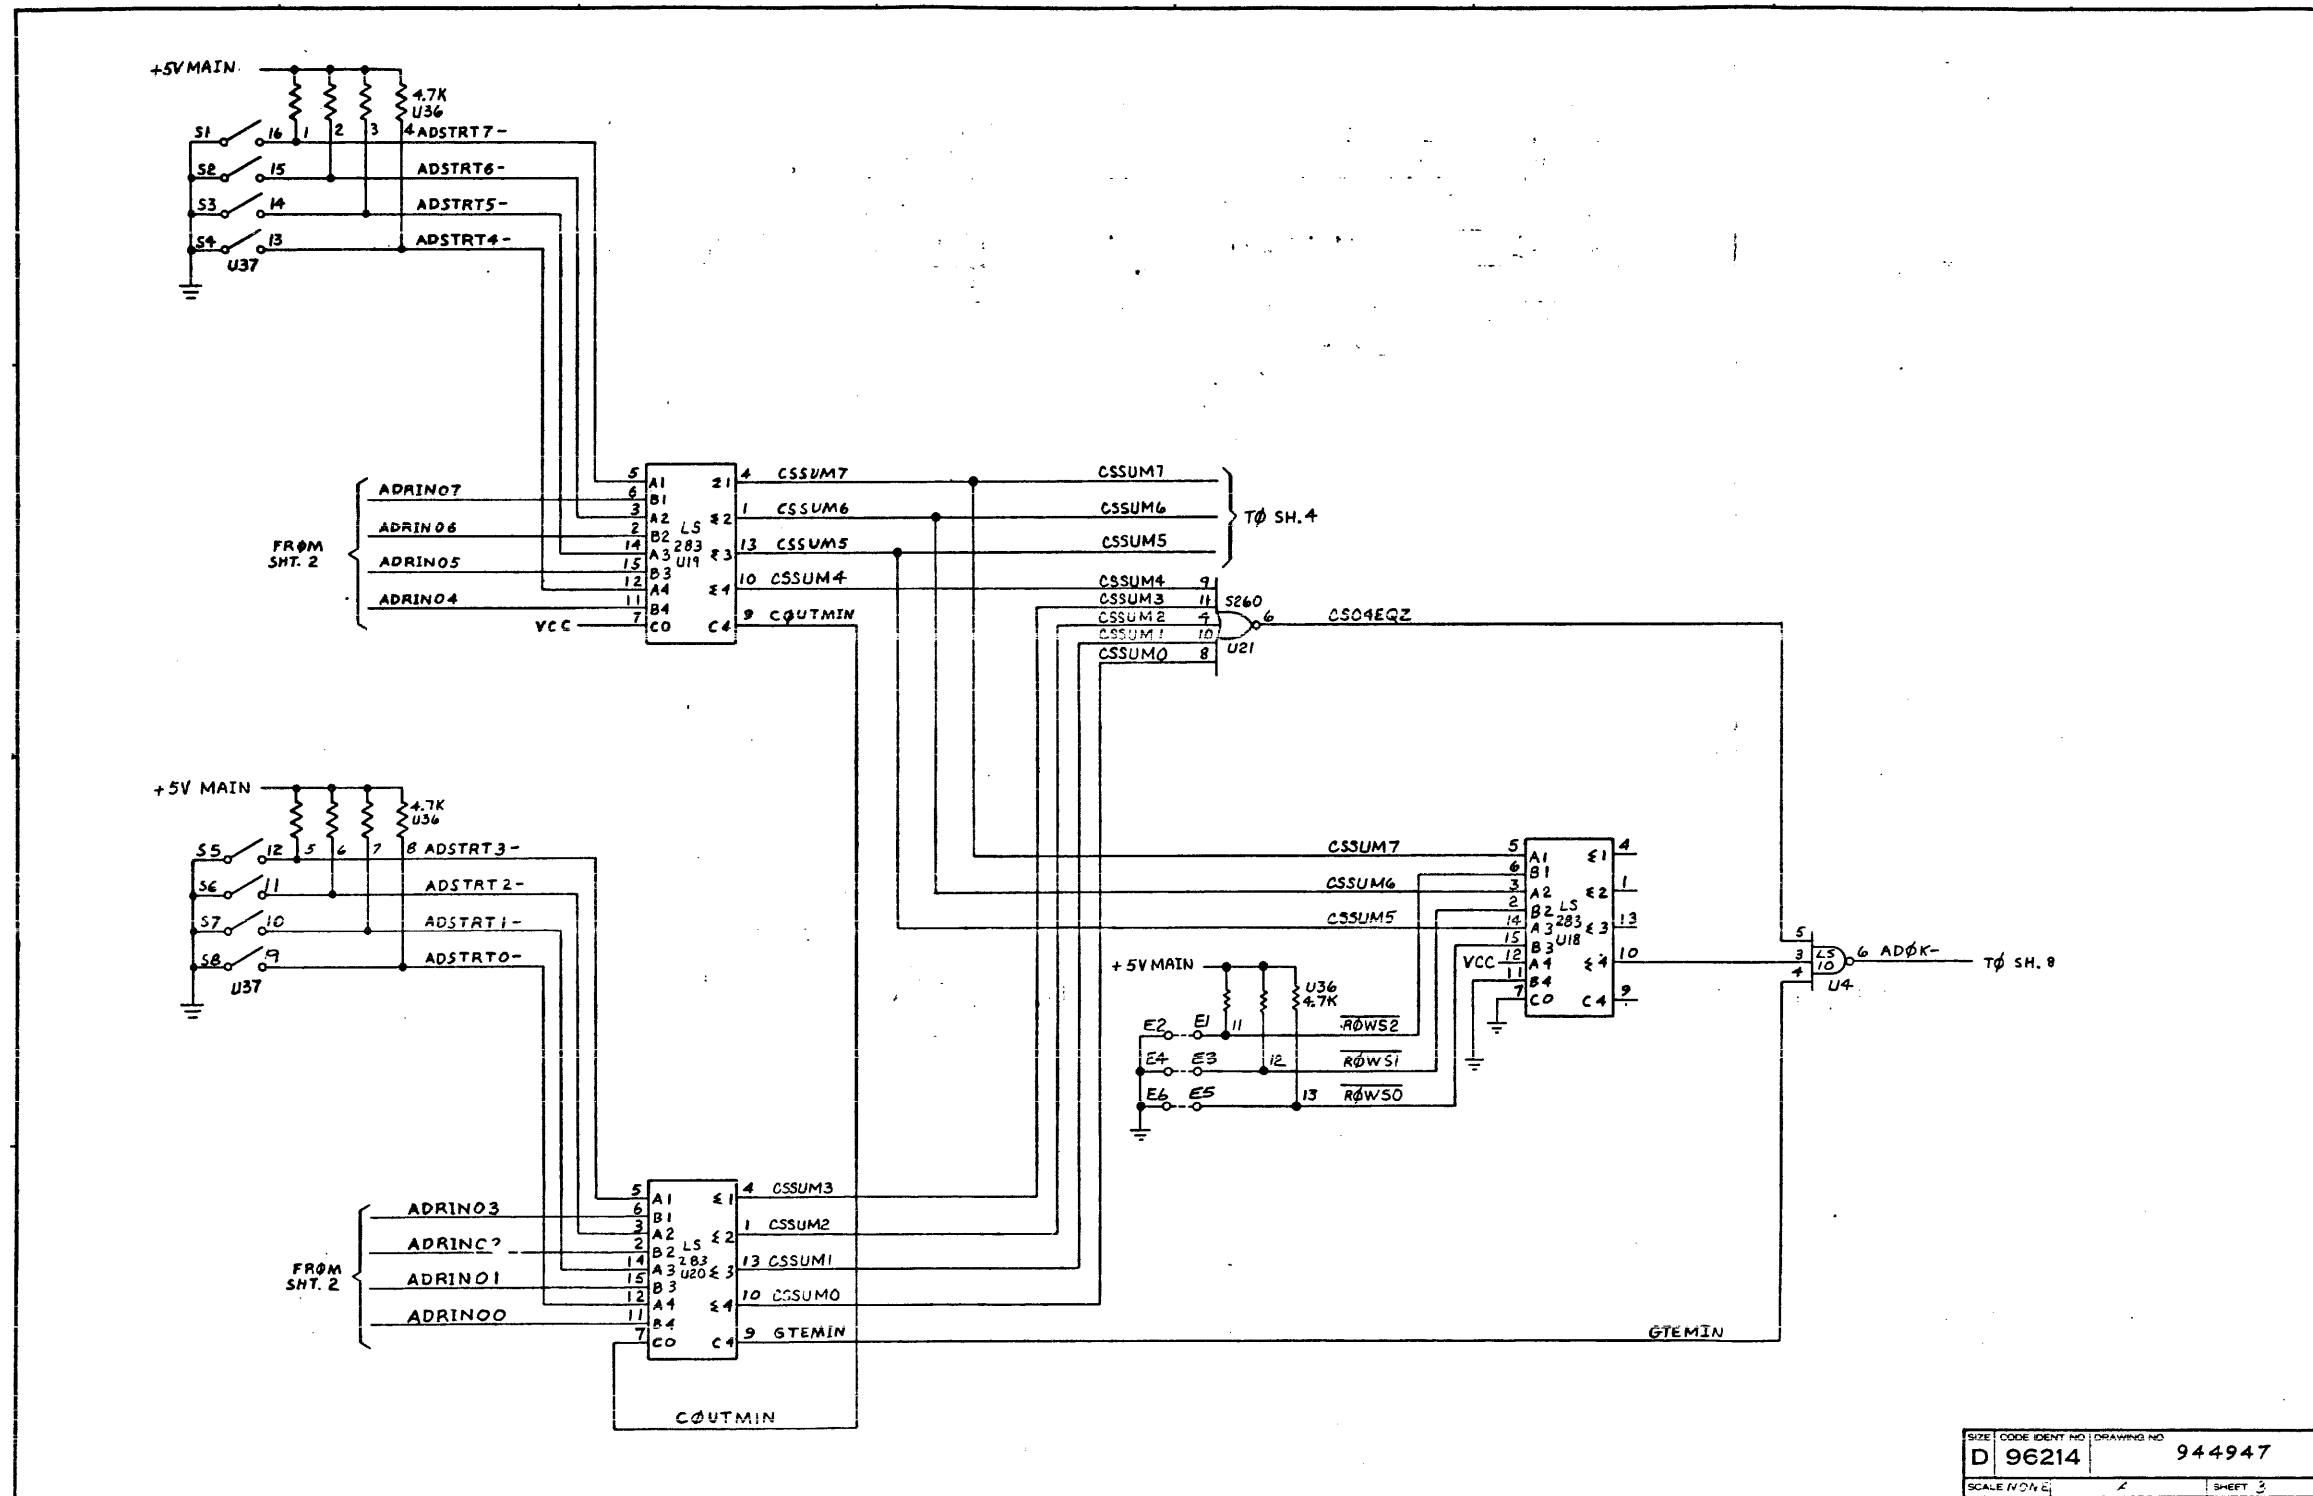 +5V MAIN
4.7K
U36
S1 16 1 2 3 4 ADSTRT7-
S2 15 ADSTRT6-
S3 14 ADSTRT5-
S4 13 ADSTRT4-
U37
FRØM
SHT. 2
ADRIN07
ADRIN06
ADRIN05
ADRIN04
VCC
5 A1 Σ1 4 CSSUM7
6 B1
3 A2 Σ2 1 CSSUM6
2 B2
14 A3 Σ3 13 CSSUM5
15 B3
12 A4 Σ4 10 CSSUM4
11 B4
7 C0 C4 9 CØUTMIN
LS
283
U19
CSSUM7
CSSUM6
CSSUM5
TØ SH. 4
CSSUM4 9
CSSUM3 11
CSSUM2 4
CSSUM1 10
CSSUM0 8
S260
U21
6 CS04EQZ
+5V MAIN
4.7K
U36
S5 12 5 6 7 8 ADSTRT3-
S6 11 ADSTRT2-
S7 10 ADSTRT1-
S8 9 ADSTRT0-
U37
CSSUM7 5 A1 Σ1 4
6 B1
CSSUM6 3 A2 Σ2 1
2 B2
CSSUM5 14 A3 Σ3 13
15 B3
VCC 12 A4 Σ4 10
11 B4
7 C0 C4 9
LS
283
U18
+5V MAIN
U36
4.7K
E2 E1 11 RØWS2
E4 E3 12 RØWS1
E6 E5 13 RØWS0
5
3
4
LS
10
U4
6 ADØK-
TØ SH. 8
FRØM
SHT. 2
ADRIN03
ADRIN01
ADRIN00
5 A1 Σ1 4 CSSUM3
6 B1
3 A2 Σ2 1 CSSUM2
2 B2
14 A3 Σ3 13 CSSUM1
15 B3
12 A4 Σ4 10 CSSUM0
11 B4
7 C0 C4 9 GTEMIN
LS
283
U20
GTEMIN
CØUTMIN
SIZE CODE IDENT NO DRAWING NO
D 96214 944947
SCALE NONE SHEET 3